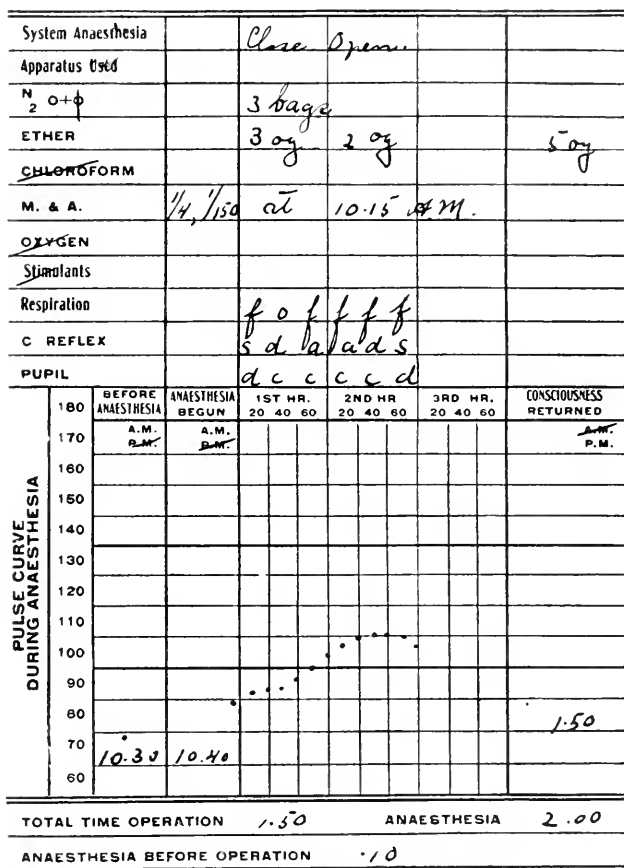 System Anaesthesia Close Open
Apparatus Used
N2O+O 3 bags
ETHER 3 oz 2 oz 5 oz
CHLOROFORM
M. & A. 1/4, 1/150 at 10.15 A.M.
OXYGEN
Stimulants
Respiration f o f f f f
C REFLEX s d a a d s
PUPIL d c c c c d
180 BEFORE ANAESTHESIA ANAESTHESIA BEGUN 1ST HR. 2ND HR 3RD HR. CONSCIOUSNESS RETURNED
20 40 60 20 40 60 20 40 60
170 A.M. A.M. A.M.
P.M. P.M. P.M.
160
150
140
130
120
110
100
90
80 1.50
70 10.30 10.40
60
PULSE CURVE
DURING ANAESTHESIA
TOTAL TIME OPERATION 1.50 ANAESTHESIA 2.00
ANAESTHESIA BEFORE OPERATION .10